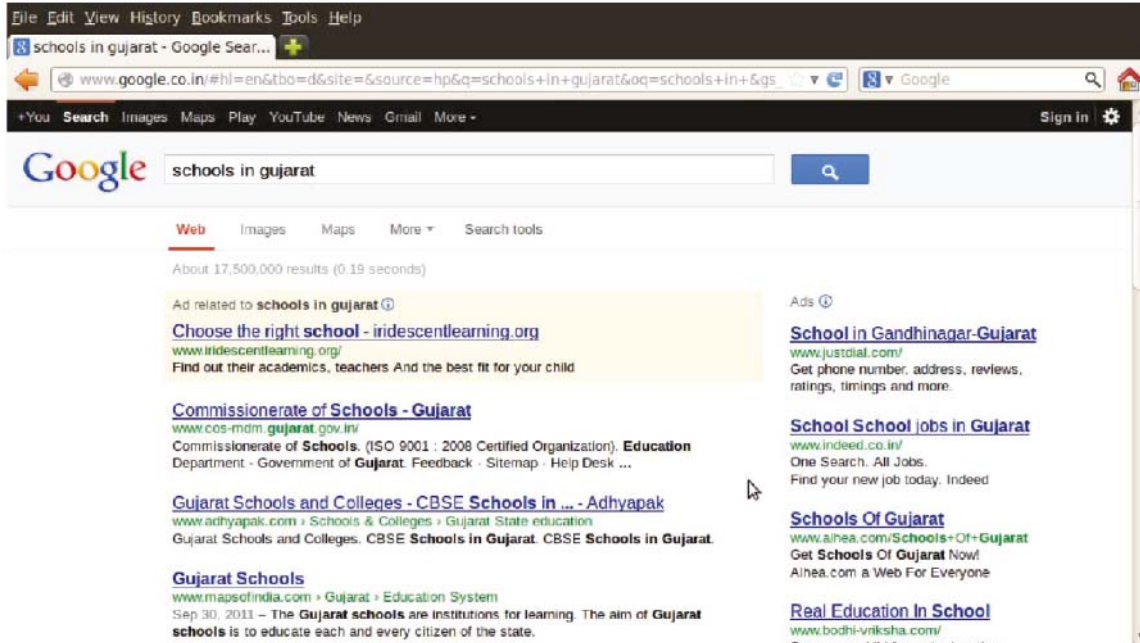 File Edit View History Bookmarks Tools Help
schools in gujarat - Google Sear...
www.google.co.in/#hl=en&tbo=d&site=&source=hp&q=schools+in+gujarat&oq=schools+in+&gs_
Google
+You Search Images Maps Play YouTube News Gmail More
Sign in
Google
schools in gujarat
Web Images Maps More Search tools
About 17,500,000 results (0.19 seconds)
Ad related to schools in gujarat
Choose the right school - iridescentlearning.org
www.iridescentlearning.org/
Find out their academics, teachers And the best fit for your child
Commissionerate of Schools - Gujarat
www.cos-mdm.gujarat.gov.in/
Commissionerate of Schools. (ISO 9001 : 2008 Certified Organization). Education
Department - Government of Gujarat. Feedback · Sitemap · Help Desk ...
Gujarat Schools and Colleges - CBSE Schools in ... - Adhyapak
www.adhyapak.com › Schools & Colleges › Gujarat State education
Gujarat Schools and Colleges. CBSE Schools in Gujarat. CBSE Schools in Gujarat.
Gujarat Schools
www.mapsofindia.com › Gujarat › Education System
Sep 30, 2011 – The Gujarat schools are institutions for learning. The aim of Gujarat
schools is to educate each and every citizen of the state.
Ads
School in Gandhinagar-Gujarat
www.justdial.com/
Get phone number, address, reviews,
ratings, timings and more.
School School jobs in Gujarat
www.indeed.co.in/
One Search. All Jobs.
Find your new job today. Indeed
Schools Of Gujarat
www.alhea.com/Schools+Of+Gujarat
Get Schools Of Gujarat Now!
Alhea.com a Web For Everyone
Real Education In School
www.bodhi-vriksha.com/